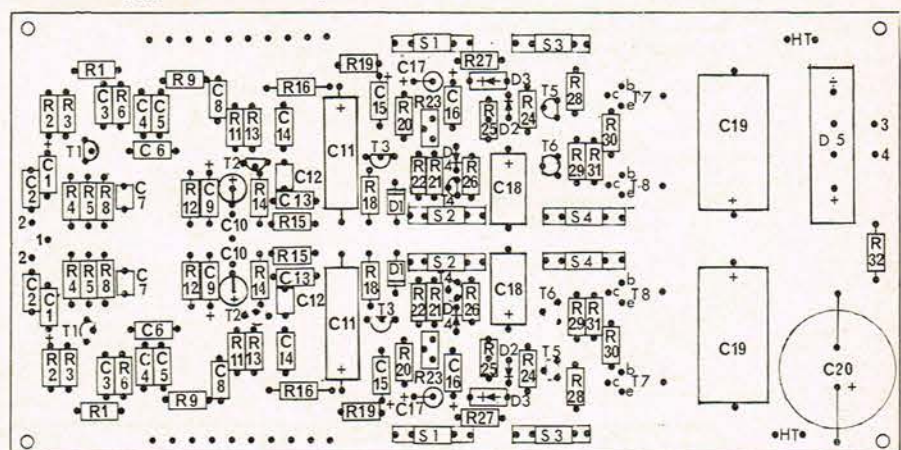 S1 S3 HT
R1 R9 R16 R19 C17 R27 D3 R28 b T7
R2 R3 C3 R6 C4 C5 C8 R11 R13 C14 C15 R20 R23 C16 R25 D2 R24 T5 c e R30 C19 D5 ÷ 3
T1 C6 T2 C12 C11 T3 R22 R21 D4 T4 R26 T6 R29 R31 b c T8 e 4
C2 C1 R4 R5 R8 C7 R12 C9 R14 C13 R18 D1 C18 +
2 C10 R15 S2 S4
1 R32
2 C10 R15 S2 S4
C2 C1 R4 R5 R8 C7 R12 C9 R14 C13 R18 D1 T4 C18 b c T8 e
T1 C6 T2 C12 C11 T3 R22 R21 D4 R26 T6 R29 R31
R2 R3 C3 R6 C4 C5 C8 R11 R13 C14 C15 R20 R23 C16 R25 D2 R24 T5 R30 b C19 C20 +
R1 R9 R16 R19 C17 R27 D3 R28 c T7 e
S1 S3 HT